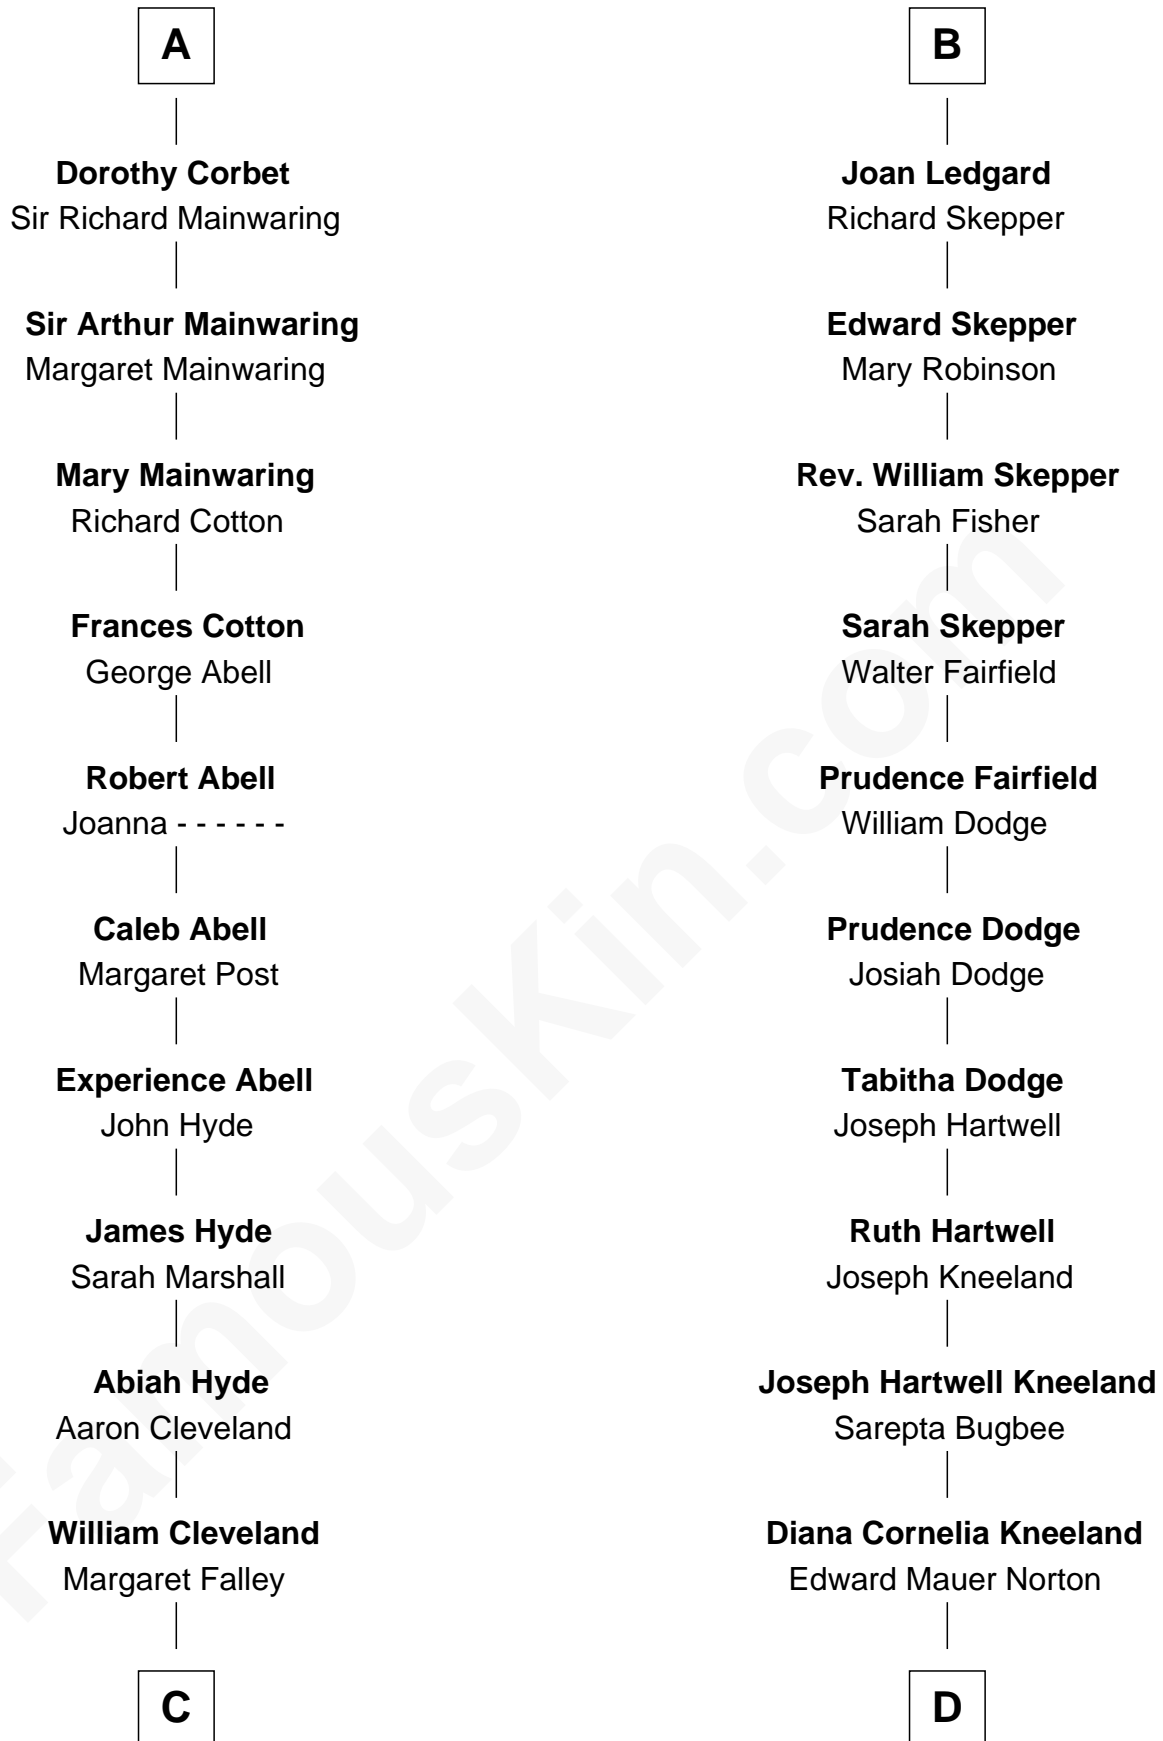 A
Dorothy Corbet
Sir Richard Mainwaring
Sir Arthur Mainwaring
Margaret Mainwaring
Mary Mainwaring
Richard Cotton
Frances Cotton
George Abell
Robert Abell
Joanna - - - - - -
Caleb Abell
Margaret Post
Experience Abell
John Hyde
James Hyde
Sarah Marshall
Abiah Hyde
Aaron Cleveland
William Cleveland
Margaret Falley
C
B
Joan Ledgard
Richard Skepper
Edward Skepper
Mary Robinson
Rev. William Skepper
Sarah Fisher
Sarah Skepper
Walter Fairfield
Prudence Fairfield
William Dodge
Prudence Dodge
Josiah Dodge
Tabitha Dodge
Joseph Hartwell
Ruth Hartwell
Joseph Kneeland
Joseph Hartwell Kneeland
Sarepta Bugbee
Diana Cornelia Kneeland
Edward Mauer Norton
D
FamousKin.com